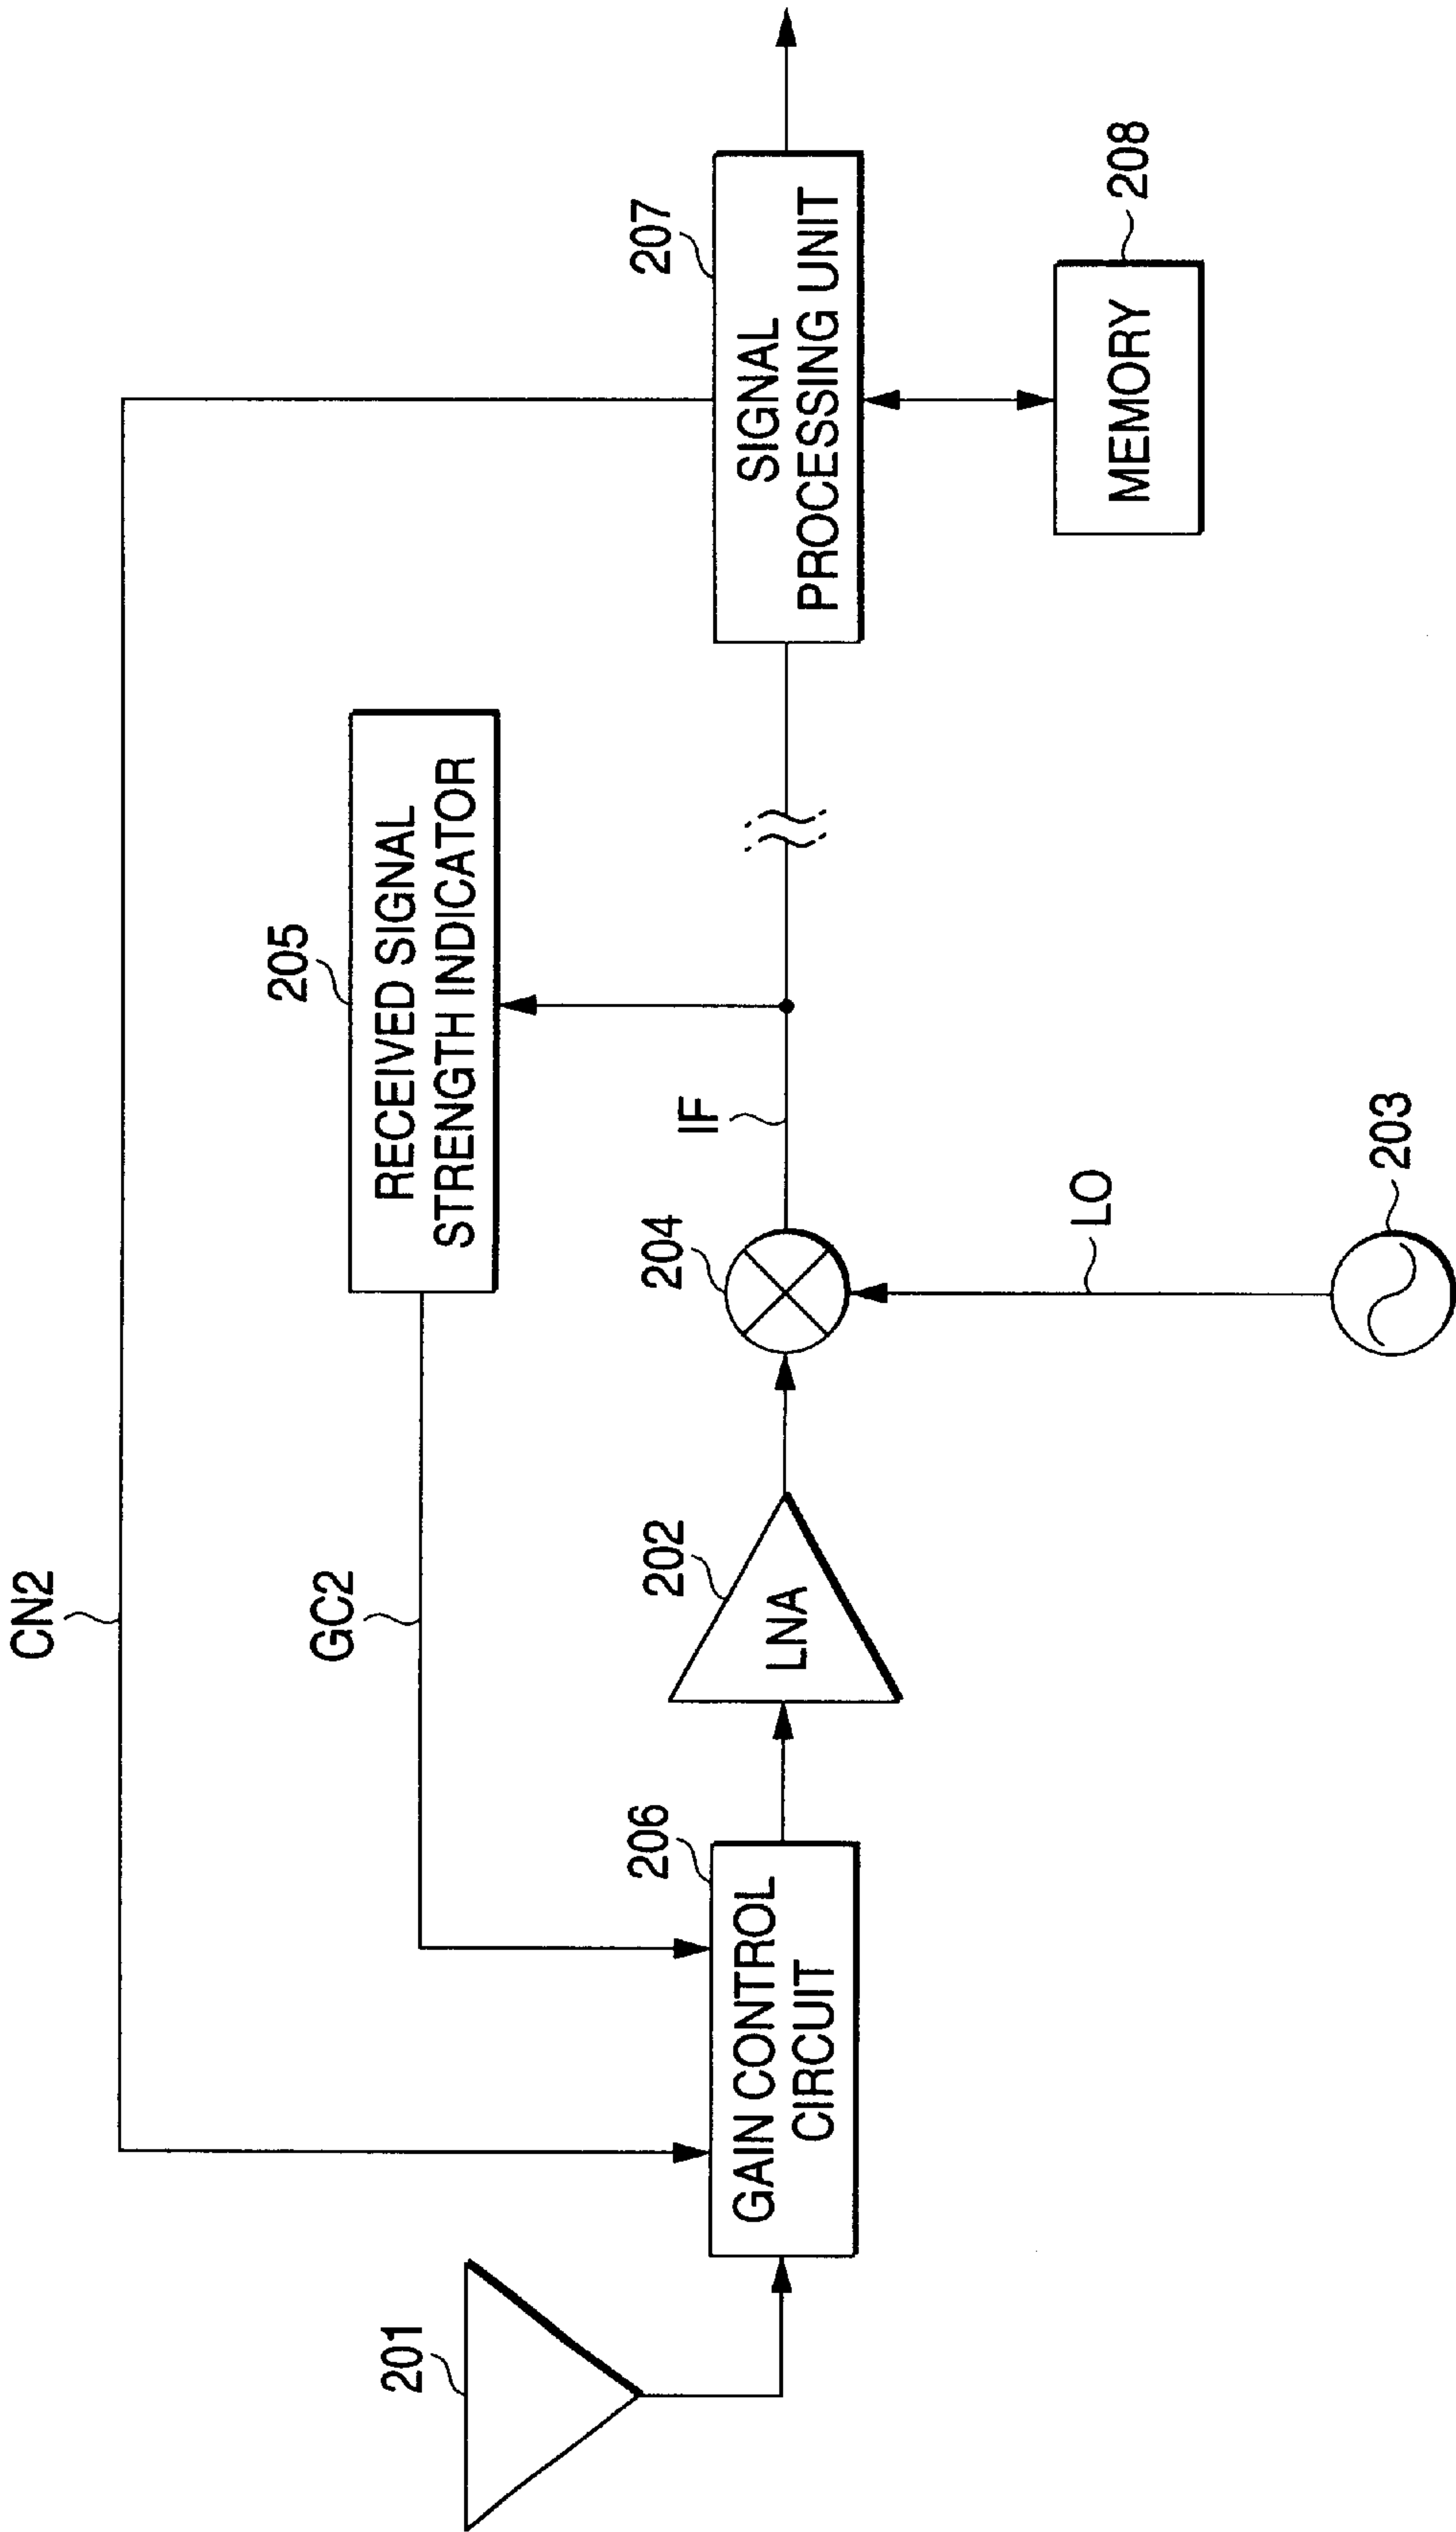 CN2
GC2
205
RECEIVED SIGNAL
STRENGTH INDICATOR
201
206
GAIN CONTROL
CIRCUIT
202
LNA
204
IF
207
SIGNAL
PROCESSING UNIT
LO
203
208
MEMORY